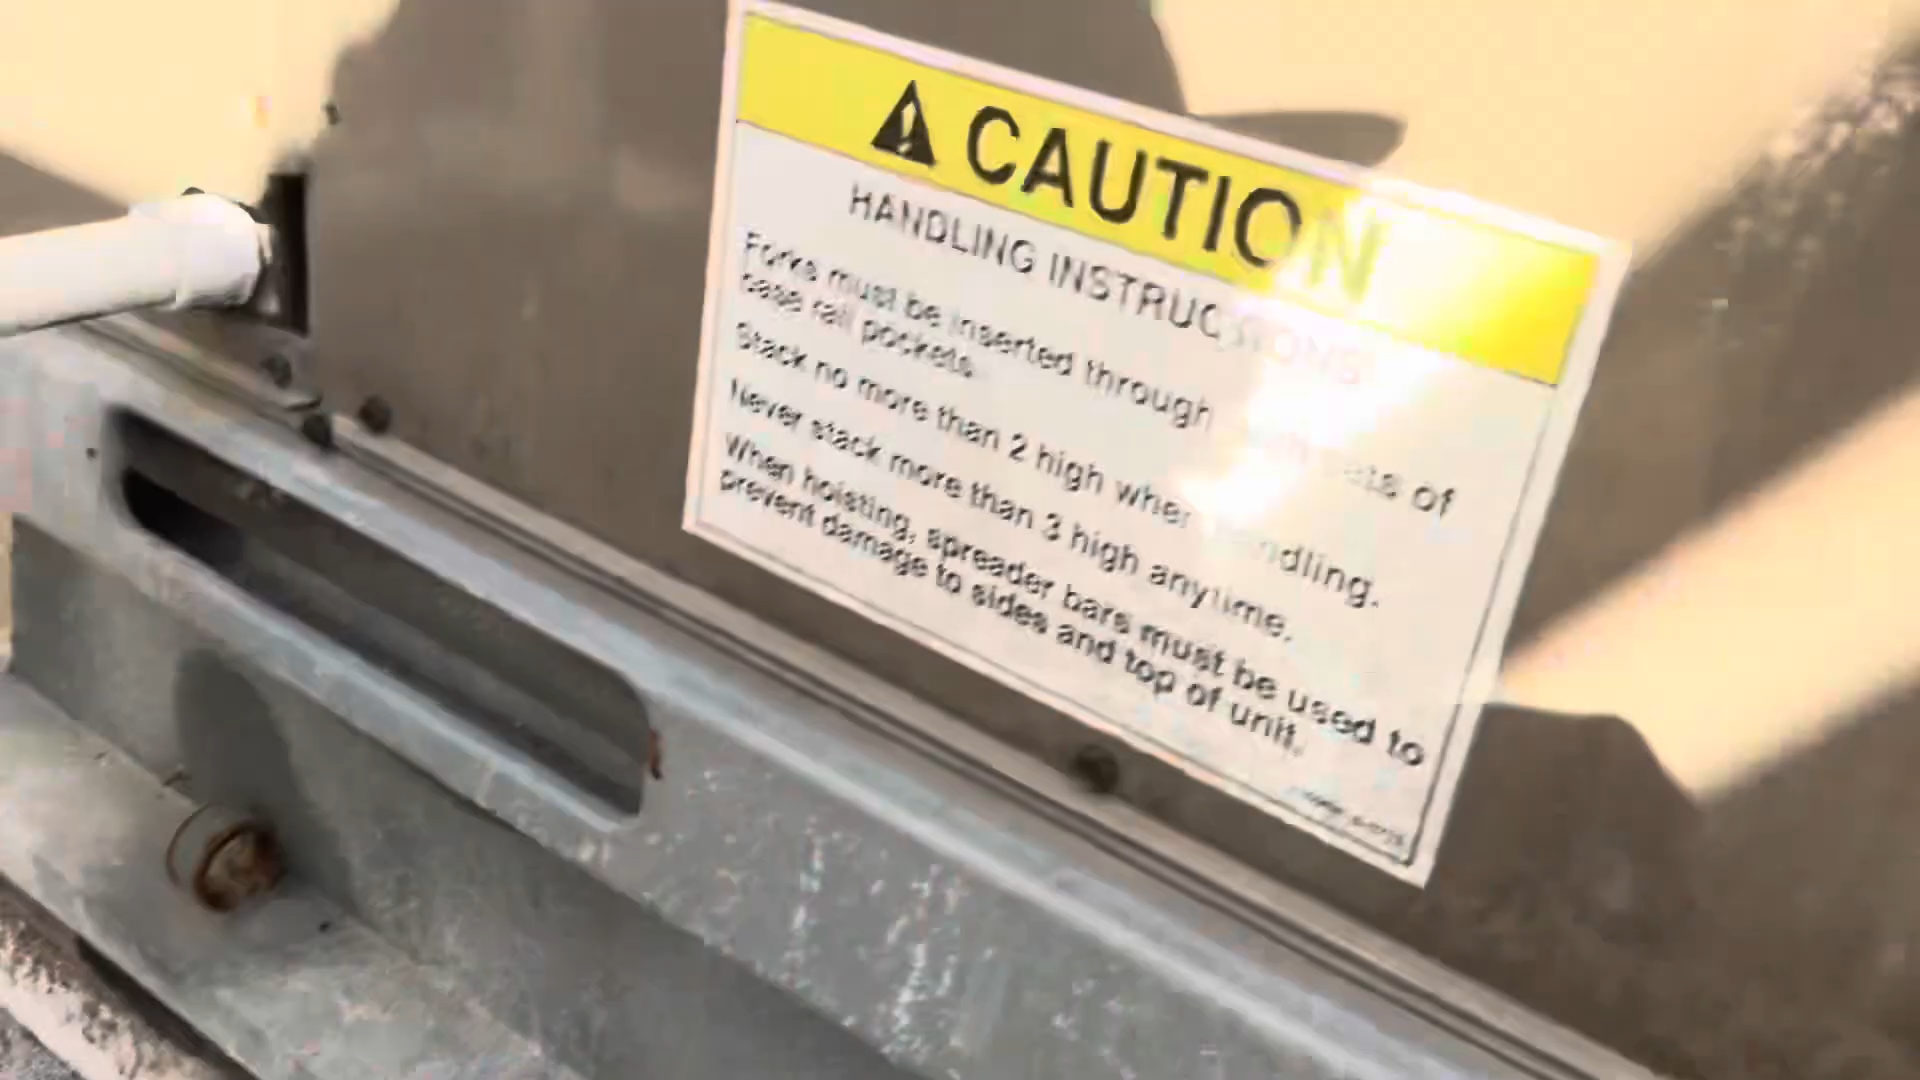 CAUTION
HANDLING INSTRUCTIONS
Forks must be inserted through of
base rail pockets.
Stack no more than 2 high when handling.
Never stack more than 3 high anytime.
When hoisting, spreader bars must be used to
prevent damage to sides and top of unit.